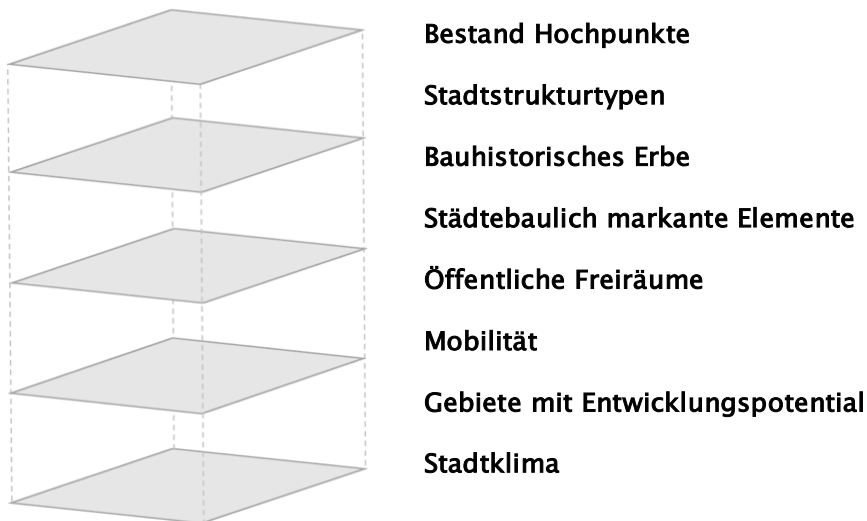 Bestand Hochpunkte
Stadtstrukturtypen
Bauhistorisches Erbe
Städtebaulich markante Elemente
Öffentliche Freiräume
Mobilität
Gebiete mit Entwicklungspotential
Stadtklima